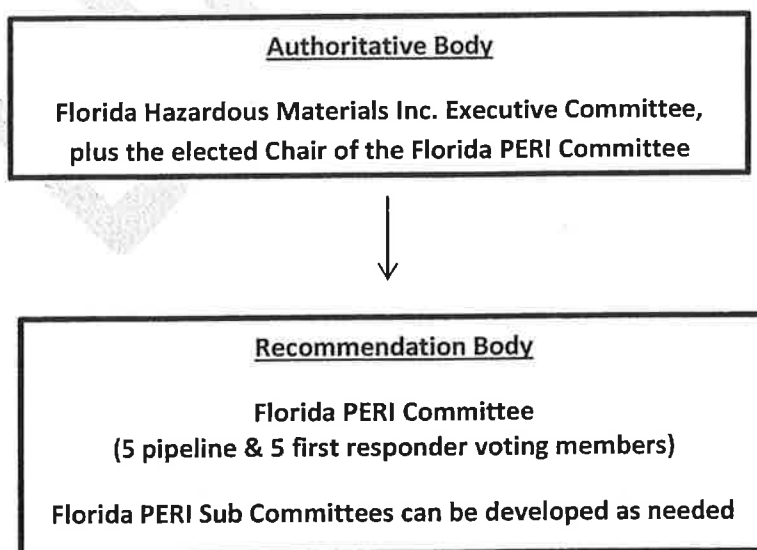 Authoritative Body
Florida Hazardous Materials Inc. Executive Committee,
plus the elected Chair of the Florida PERI Committee
Recommendation Body
Florida PERI Committee
(5 pipeline & 5 first responder voting members)
Florida PERI Sub Committees can be developed as needed